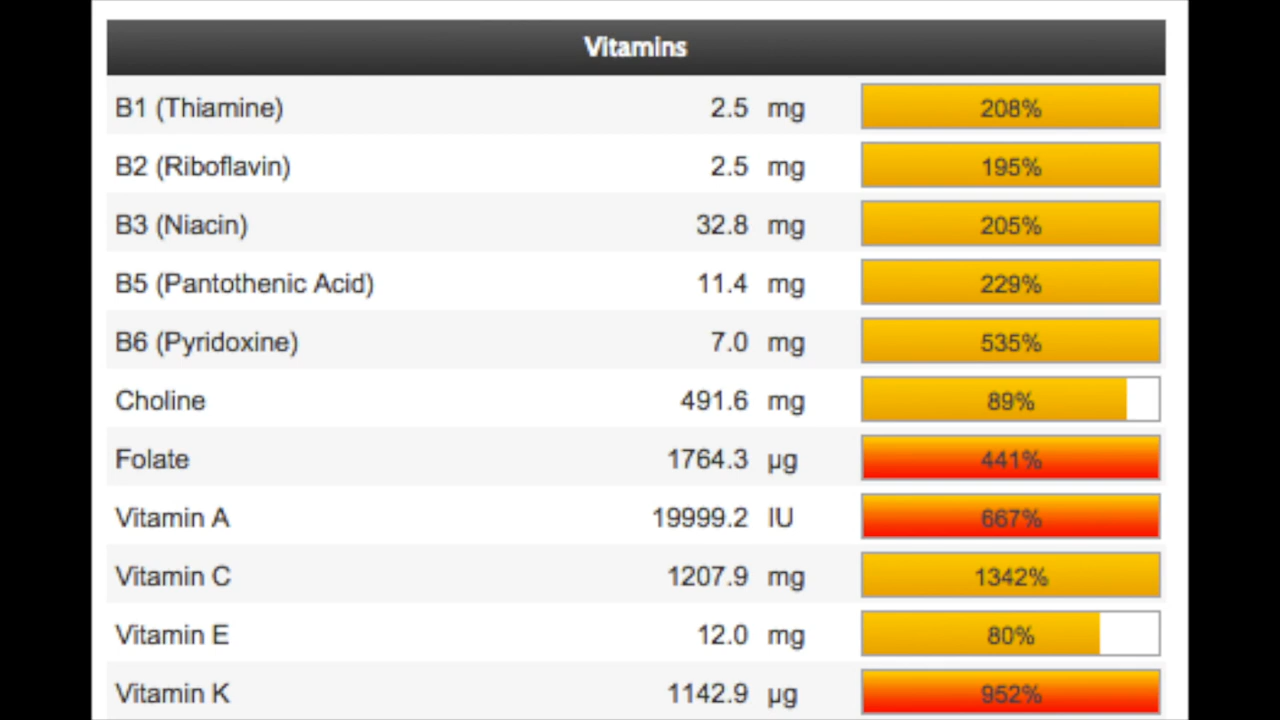 Vitamins
B1 (Thiamine) 2.5 mg 208%
B2 (Riboflavin) 2.5 mg 195%
B3 (Niacin) 32.8 mg 205%
B5 (Pantothenic Acid) 11.4 mg 229%
B6 (Pyridoxine) 7.0 mg 535%
Choline 491.6 mg 89%
Folate 1764.3 µg 441%
Vitamin A 19999.2 IU 667%
Vitamin C 1207.9 mg 1342%
Vitamin E 12.0 mg 80%
Vitamin K 1142.9 µg 952%